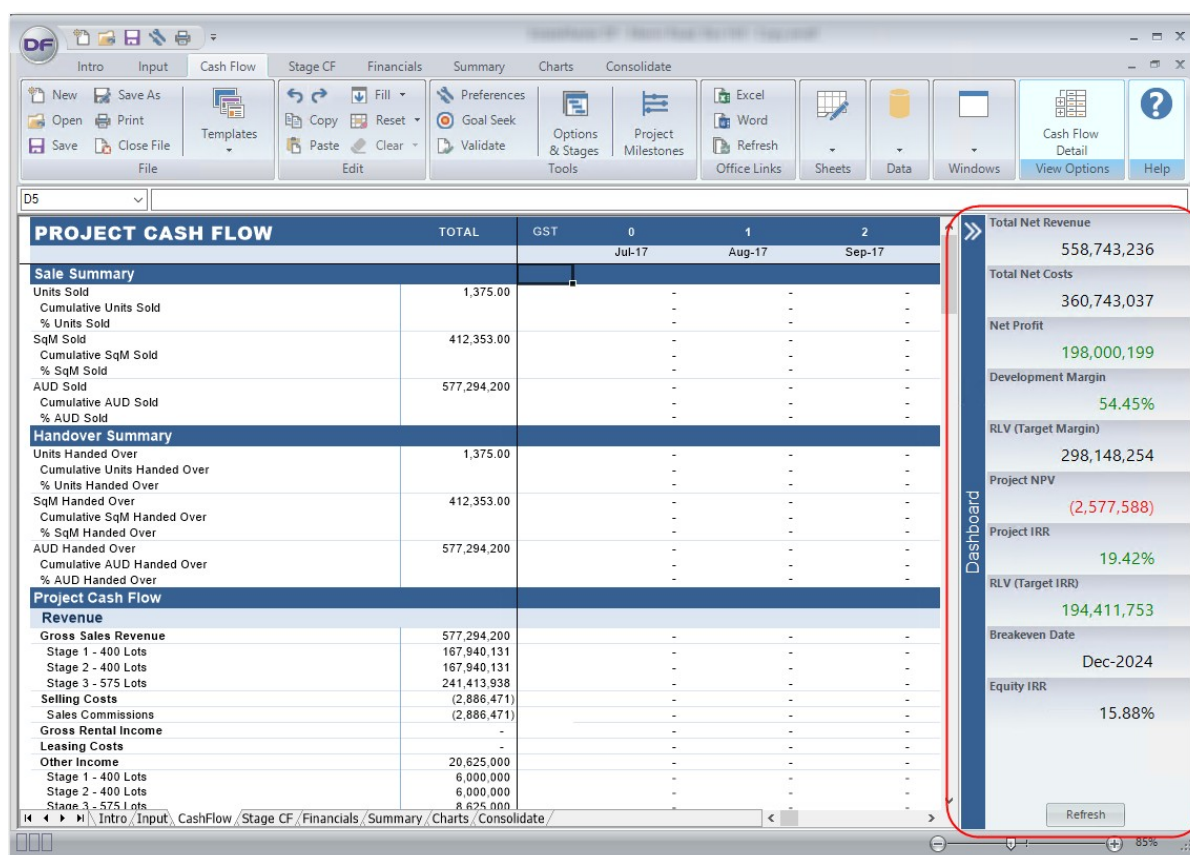 DF
Intro Input Cash Flow Stage CF Financials Summary Charts Consolidate
New Save As Templates Fill Preferences Options & Stages Project Milestones Excel Cash Flow Detail
Open Print Copy Reset Goal Seek Word
Save Close File Paste Clear Validate Refresh
File Edit Tools Office Links Sheets Data Windows View Options Help
D5
PROJECT CASH FLOW TOTAL GST 0 1 2
Jul-17 Aug-17 Sep-17
Sale Summary
Units Sold 1,375.00 - - -
Cumulative Units Sold - - -
% Units Sold - - -
SqM Sold 412,353.00 - - -
Cumulative SqM Sold - - -
% SqM Sold - - -
AUD Sold 577,294,200 - - -
Cumulative AUD Sold - - -
% AUD Sold - - -
Handover Summary
Units Handed Over 1,375.00 - - -
Cumulative Units Handed Over - - -
% Units Handed Over - - -
SqM Handed Over 412,353.00 - - -
Cumulative SqM Handed Over - - -
% SqM Handed Over - - -
AUD Handed Over 577,294,200 - - -
Cumulative AUD Handed Over - - -
% AUD Handed Over - - -
Project Cash Flow
Revenue
Gross Sales Revenue 577,294,200 - - -
Stage 1 - 400 Lots 167,940,131 - - -
Stage 2 - 400 Lots 167,940,131 - - -
Stage 3 - 575 Lots 241,413,938 - - -
Selling Costs (2,886,471) - - -
Sales Commissions (2,886,471) - - -
Gross Rental Income - - - -
Leasing Costs - - - -
Other Income 20,625,000 - - -
Stage 1 - 400 Lots 6,000,000 - - -
Stage 2 - 400 Lots 6,000,000 - - -
Stage 3 - 575 Lots 8,625,000 - - -
Intro Input CashFlow Stage CF Financials Summary Charts Consolidate
Dashboard
Total Net Revenue
558,743,236
Total Net Costs
360,743,037
Net Profit
198,000,199
Development Margin
54.45%
RLV (Target Margin)
298,148,254
Project NPV
(2,577,588)
Project IRR
19.42%
RLV (Target IRR)
194,411,753
Breakeven Date
Dec-2024
Equity IRR
15.88%
Refresh
85%